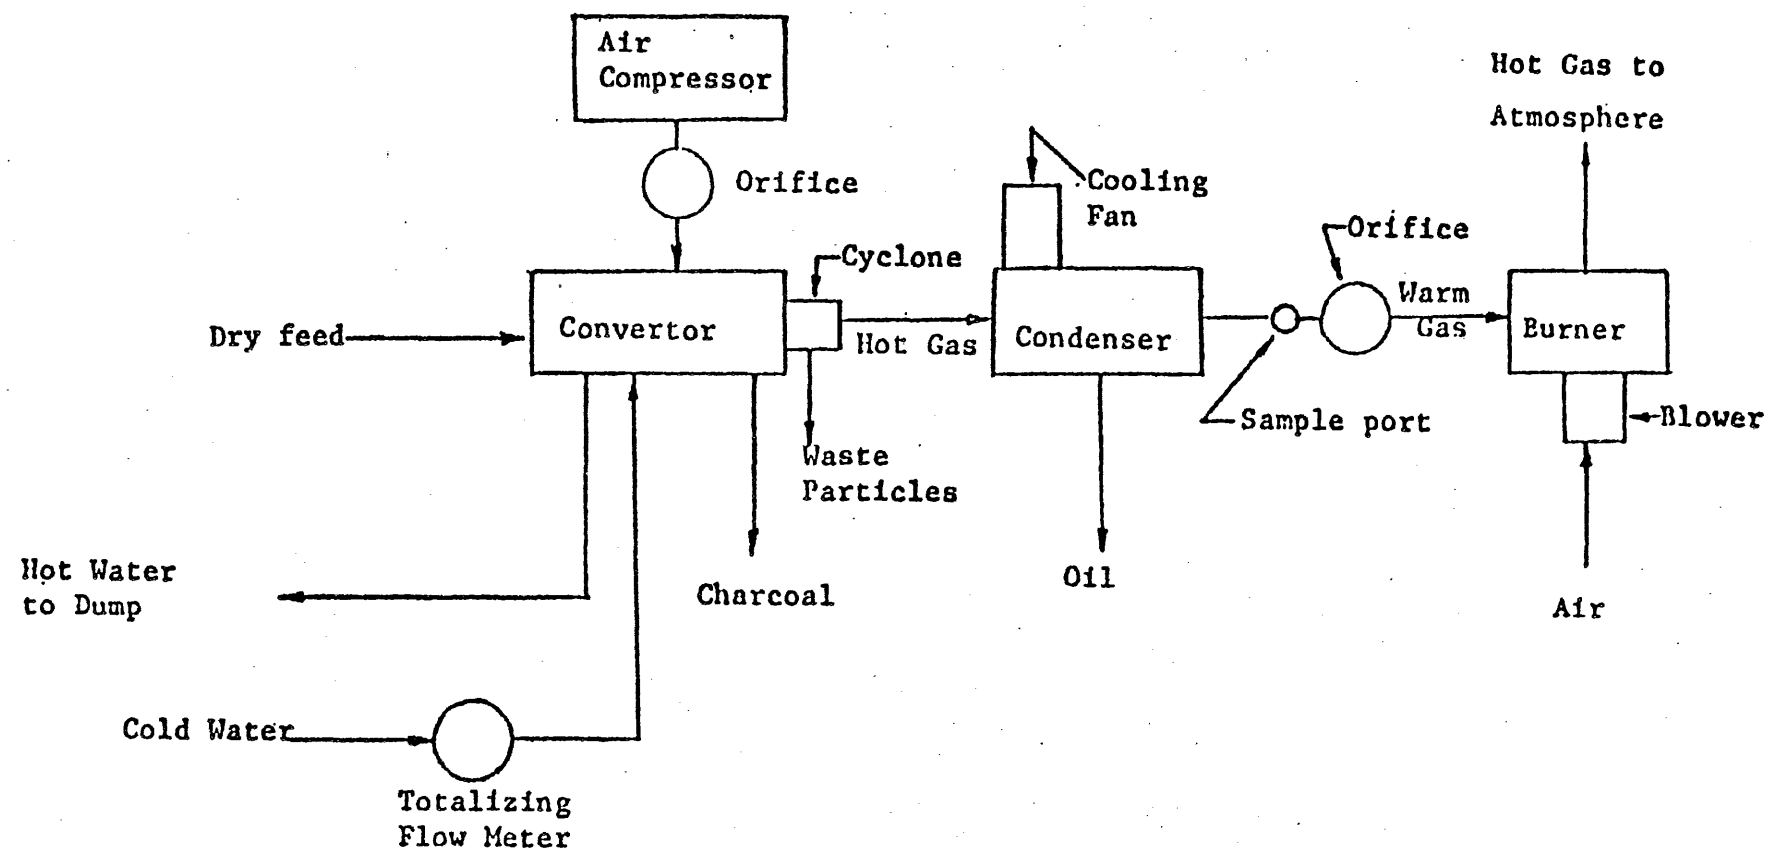 Air
Compressor
Hot Gas to
Atmosphere
Orifice
Cooling
Fan
Orifice
Cyclone
Warm
Gas
Dry feed
Convertor
Hot Gas
Condenser
Burner
Sample port
Blower
Waste
Particles
Hot Water
to Dump
Charcoal
Oil
Air
Cold Water
Totalizing
Flow Meter